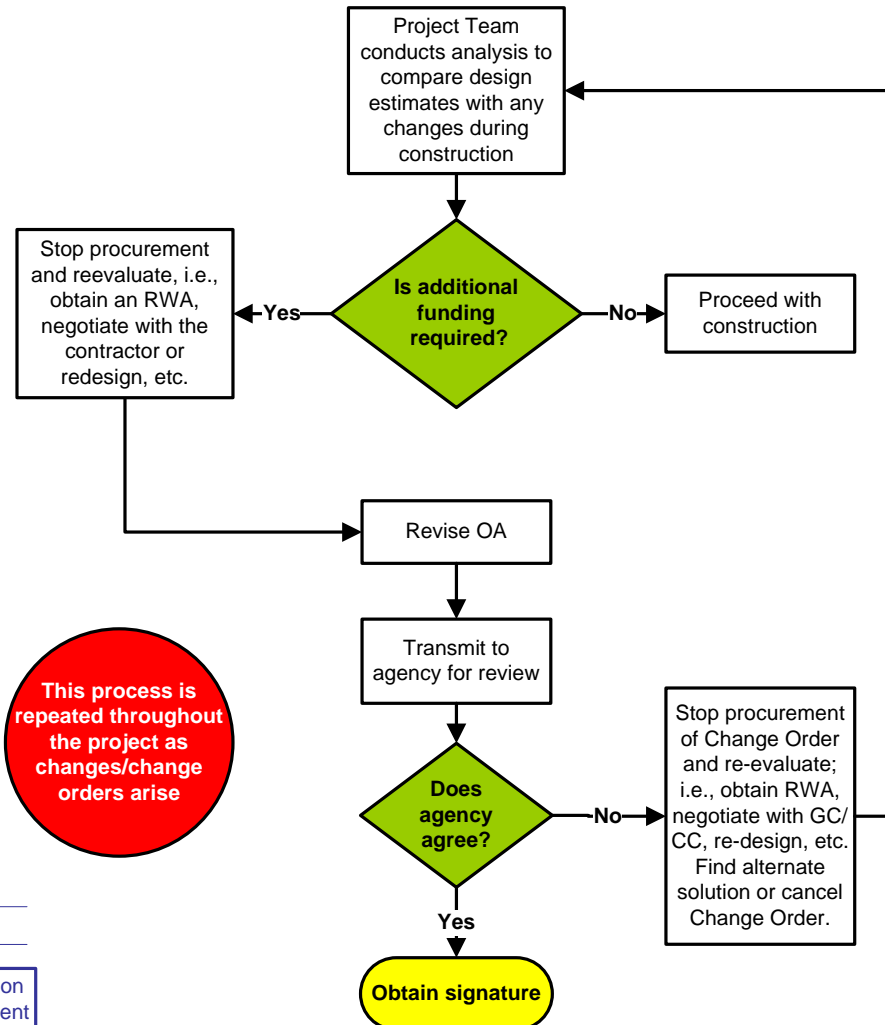 Project Team
conducts analysis to
compare design
estimates with any
changes during
construction
Stop procurement
and reevaluate, i.e.,
obtain an RWA,
negotiate with the
contractor or
redesign, etc.
Yes
Is additional
funding
required?
No
Proceed with
construction
Revise OA
Transmit to
agency for review
This process is
repeated throughout
the project as
changes/change
orders arise
Does
agency
agree?
No
Stop procurement
of Change Order
and re-evaluate;
i.e., obtain RWA,
negotiate with GC/
CC, re-design, etc.
Find alternate
solution or cancel
Change Order.
Yes
Obtain signature
on
ent